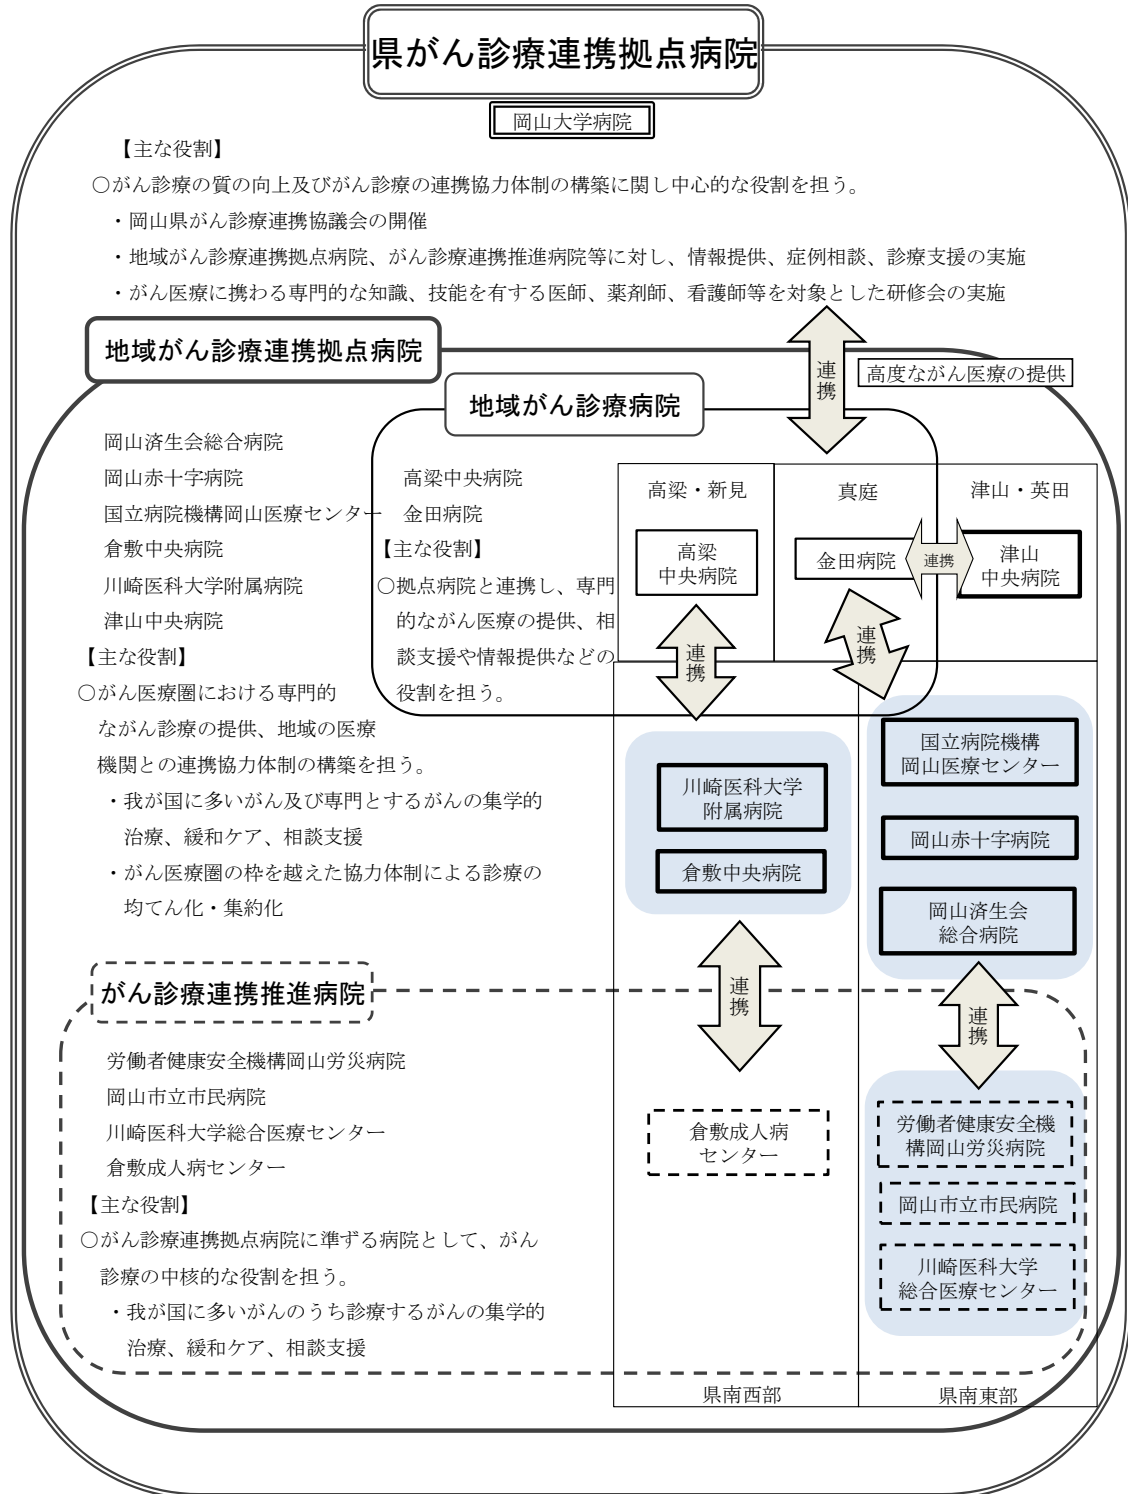 県がん診療連携拠点病院
岡山大学病院
【主な役割】
○がん診療の質の向上及びがん診療の連携協力体制の構築に関し中心的な役割を担う。
・岡山県がん診療連携協議会の開催
・地域がん診療連携拠点病院、がん診療連携推進病院等に対し、情報提供、症例相談、診療支援の実施
・がん医療に携わる専門的な知識、技能を有する医師、薬剤師、看護師等を対象とした研修会の実施
連携
高度ながん医療の提供
地域がん診療連携拠点病院
岡山済生会総合病院
岡山赤十字病院
国立病院機構岡山医療センター
倉敷中央病院
川崎医科大学附属病院
津山中央病院
【主な役割】
○がん医療圏における専門的
ながん診療の提供、地域の医療
機関との連携協力体制の構築を担う。
・我が国に多いがん及び専門とするがんの集学的
治療、緩和ケア、相談支援
・がん医療圏の枠を越えた協力体制による診療の
均てん化・集約化
地域がん診療病院
高梁中央病院
金田病院
【主な役割】
○拠点病院と連携し、専門
的ながん医療の提供、相
談支援や情報提供などの
役割を担う。
高梁・新見
真庭
津山・英田
高梁
中央病院
金田病院
連携
津山
中央病院
連携
連携
川崎医科大学
附属病院
倉敷中央病院
国立病院機構
岡山医療センター
岡山赤十字病院
岡山済生会
総合病院
連携
連携
がん診療連携推進病院
労働者健康安全機構岡山労災病院
岡山市立市民病院
川崎医科大学総合医療センター
倉敷成人病センター
【主な役割】
○がん診療連携拠点病院に準ずる病院として、がん
診療の中核的な役割を担う。
・我が国に多いがんのうち診療するがんの集学的
治療、緩和ケア、相談支援
倉敷成人病
センター
労働者健康安全機
構岡山労災病院
岡山市立市民病院
川崎医科大学
総合医療センター
県南西部
県南東部